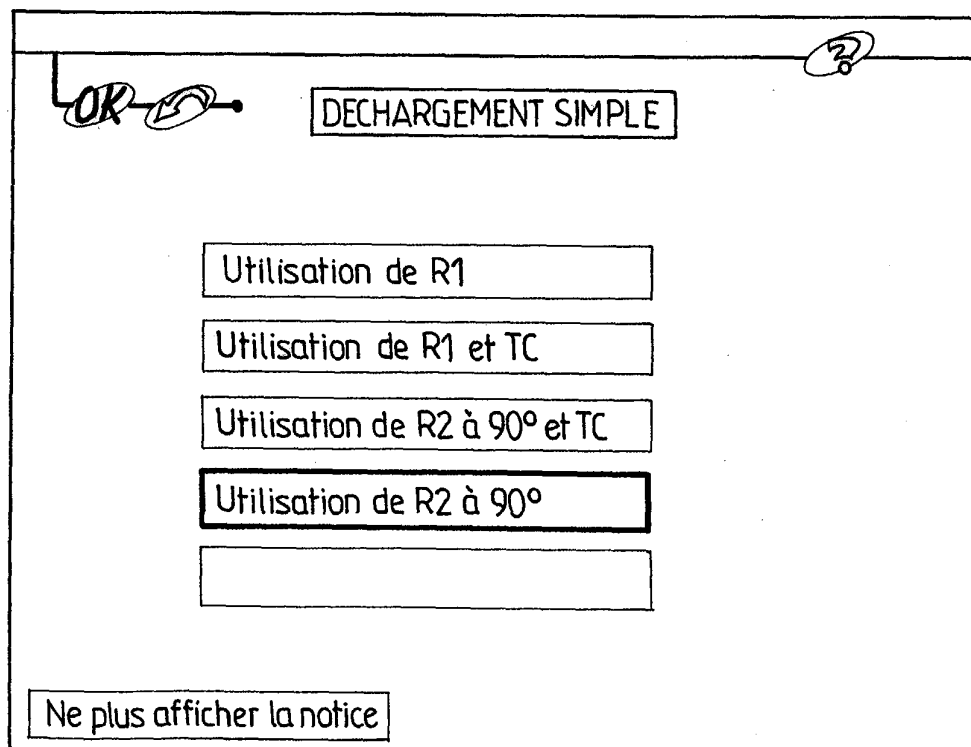 ?
OK
DECHARGEMENT SIMPLE
Utilisation de R1
Utilisation de R1 et TC
Utilisation de R2 à 90° et TC
Utilisation de R2 à 90°
Ne plus afficher la notice